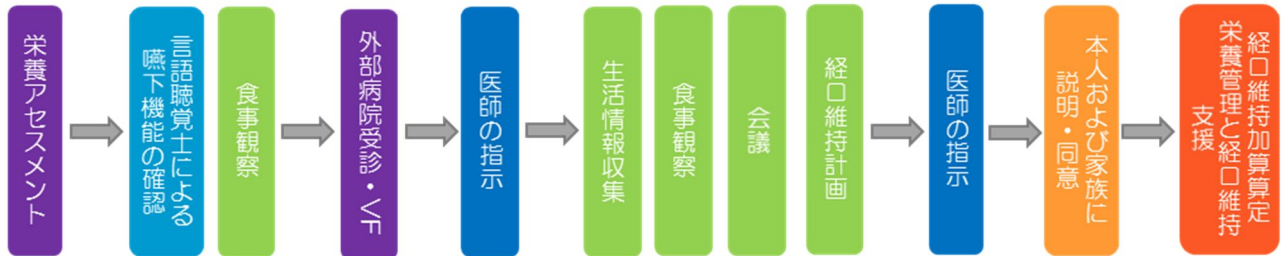 栄養アセスメント
言語聴覚士による
嚥下機能の確認
食事観察
外部病院受診・VF
医師の指示
生活情報収集
食事観察
会議
経口維持計画
医師の指示
本人および家族に
説明・同意
経口維持加算算定
栄養管理と経口維持
支援